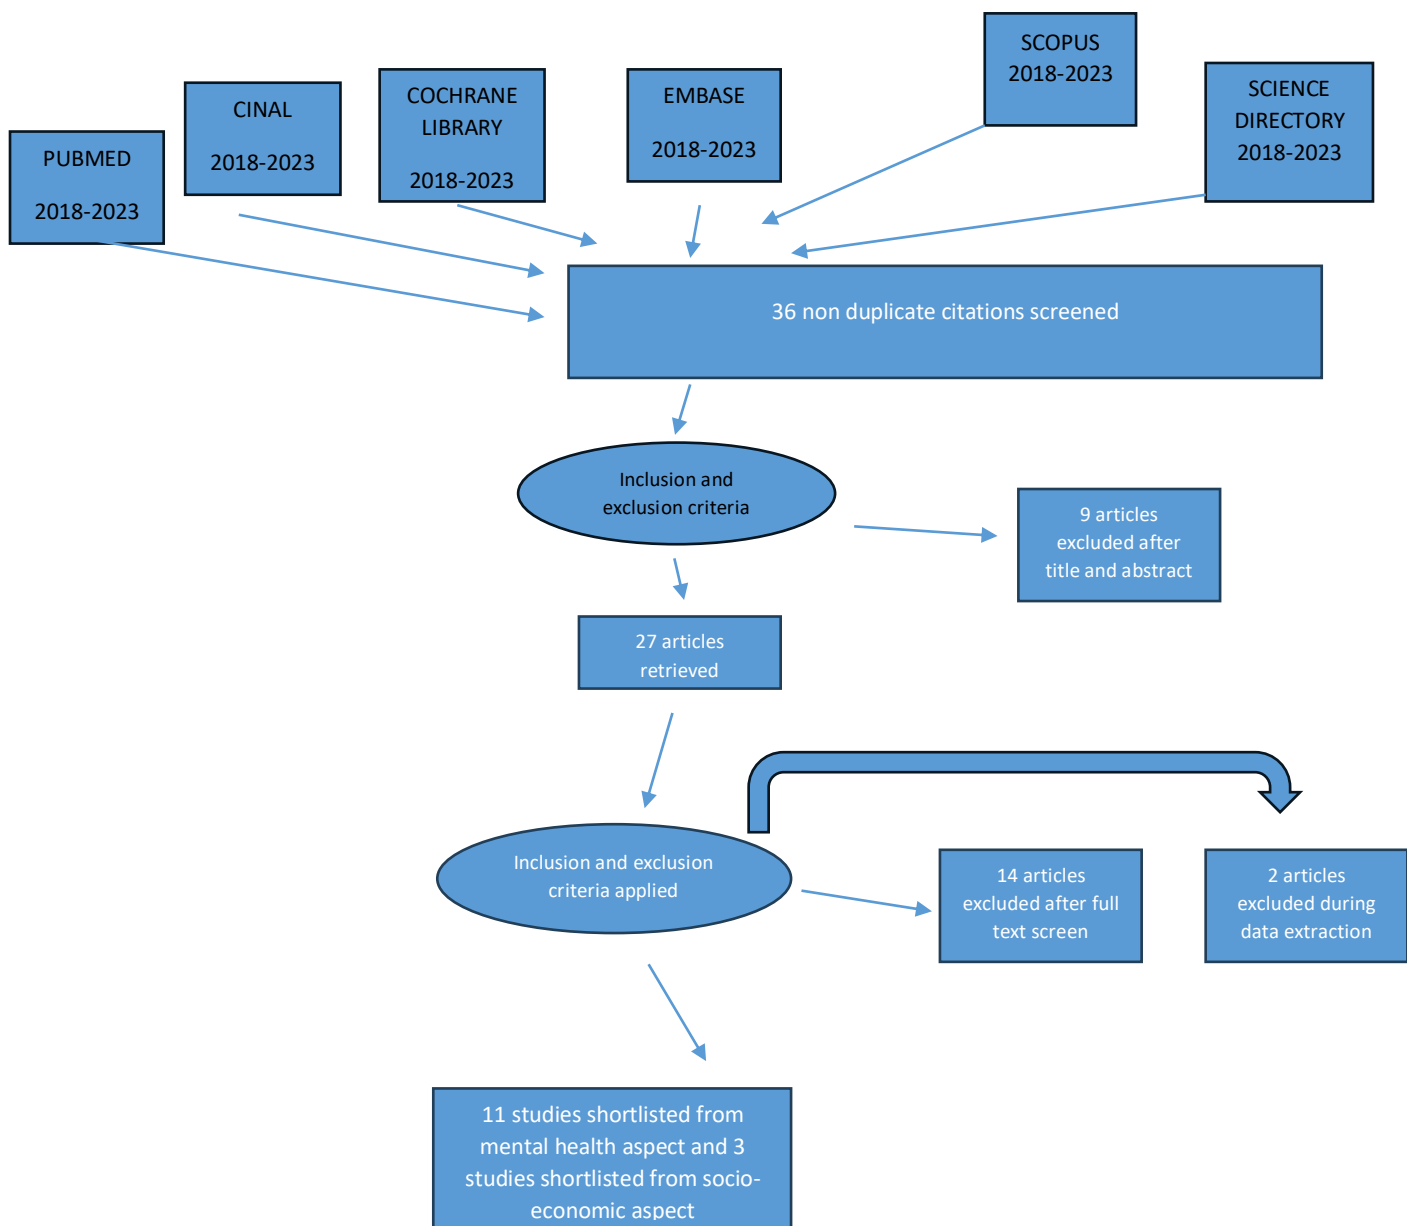 PUBMED
2018-2023
CINAL
2018-2023
COCHRANE
LIBRARY
2018-2023
EMBASE
2018-2023
SCOPUS
2018-2023
SCIENCE
DIRECTORY
2018-2023
36 non duplicate citations screened
Inclusion and
exclusion criteria
9 articles
excluded after
title and abstract
27 articles
retrieved
Inclusion and exclusion
criteria applied
14 articles
excluded after full
text screen
2 articles
excluded during
data extraction
11 studies shortlisted from
mental health aspect and 3
studies shortlisted from socio-
economic aspect